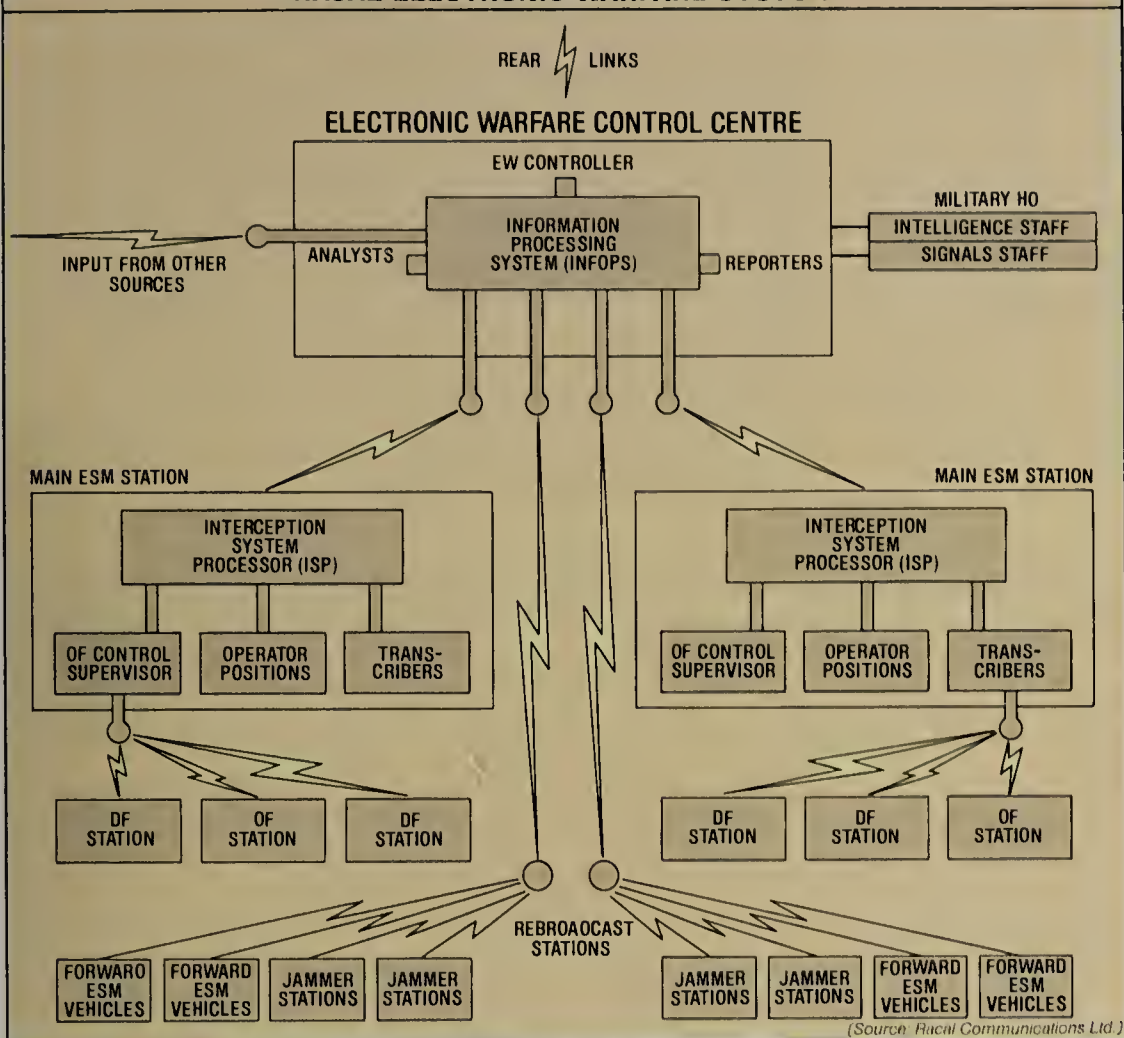 REAR LINKS
ELECTRONIC WARFARE CONTROL CENTRE
EW CONTROLLER
INFORMATION
PROCESSING
SYSTEM (INFOPS)
ANALYSTS
REPORTERS
INPUT FROM OTHER
SOURCES
MILITARY HO
INTELLIGENCE STAFF
SIGNALS STAFF
MAIN ESM STATION
INTERCEPTION
SYSTEM
PROCESSOR (ISP)
OF CONTROL
SUPERVISOR
OPERATOR
POSITIONS
TRANS-
CRIBERS
DF
STATION
OF
STATION
DF
STATION
MAIN ESM STATION
INTERCEPTION
SYSTEM
PROCESSOR (ISP)
OF CONTROL
SUPERVISOR
OPERATOR
POSITIONS
TRANS-
CRIBERS
DF
STATION
DF
STATION
OF
STATION
REBROAOCAST
STATIONS
FORWARO
ESM
VEHICLES
FORWARD
ESM
VEHICLES
JAMMER
STATIONS
JAMMER
STATIONS
JAMMER
STATIONS
JAMMER
STATIONS
FORWARD
ESM
VEHICLES
FORWARD
ESM
VEHICLES
(Source: Racal Communications Ltd.)